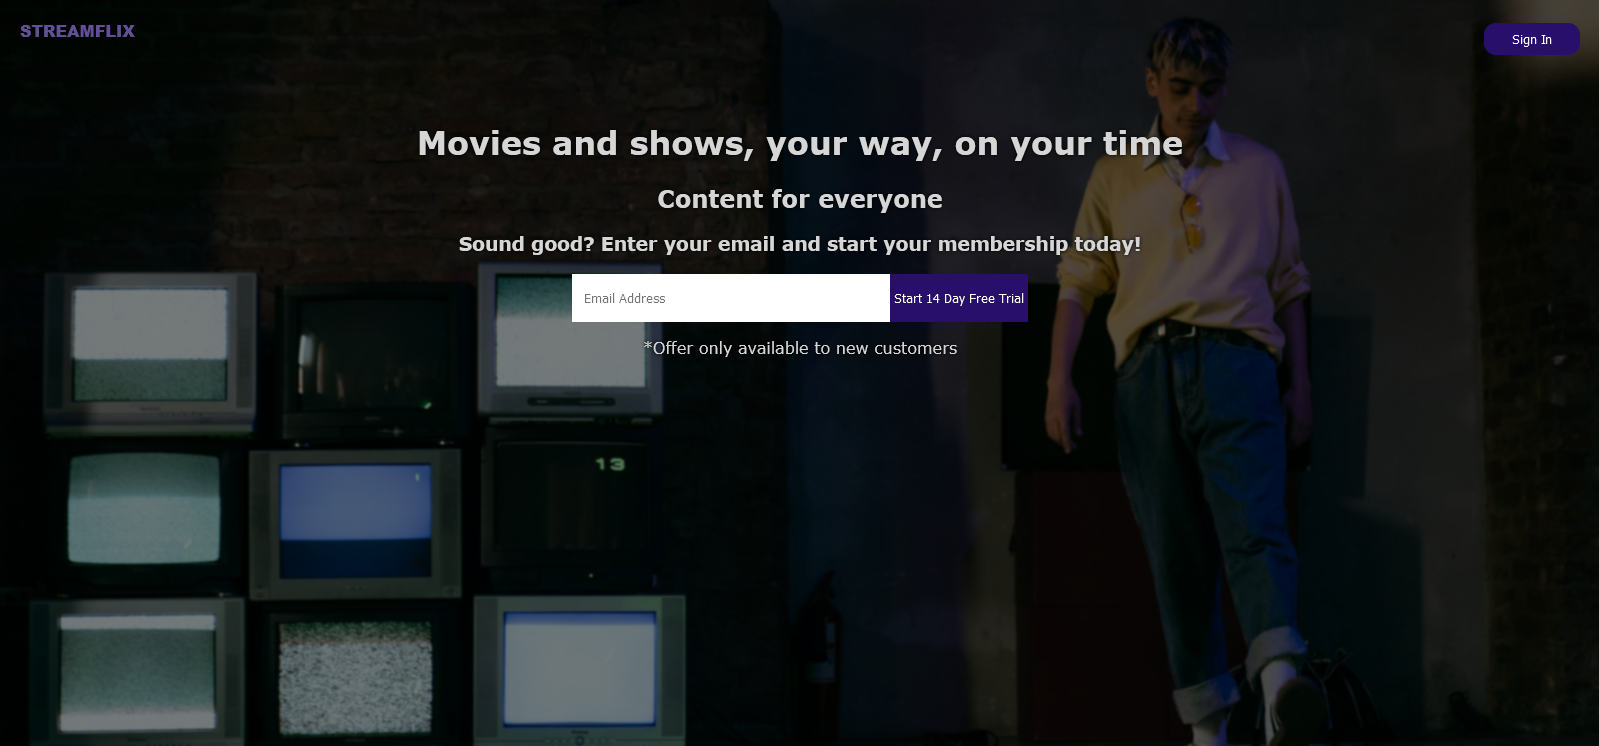 STREAMFLIX
Sign In
Movies and shows, your way, on your time
Content for everyone
Sound good? Enter your email and start your membership today!
Email Address
Start 14 Day Free Trial
*Offer only available to new customers
13
1